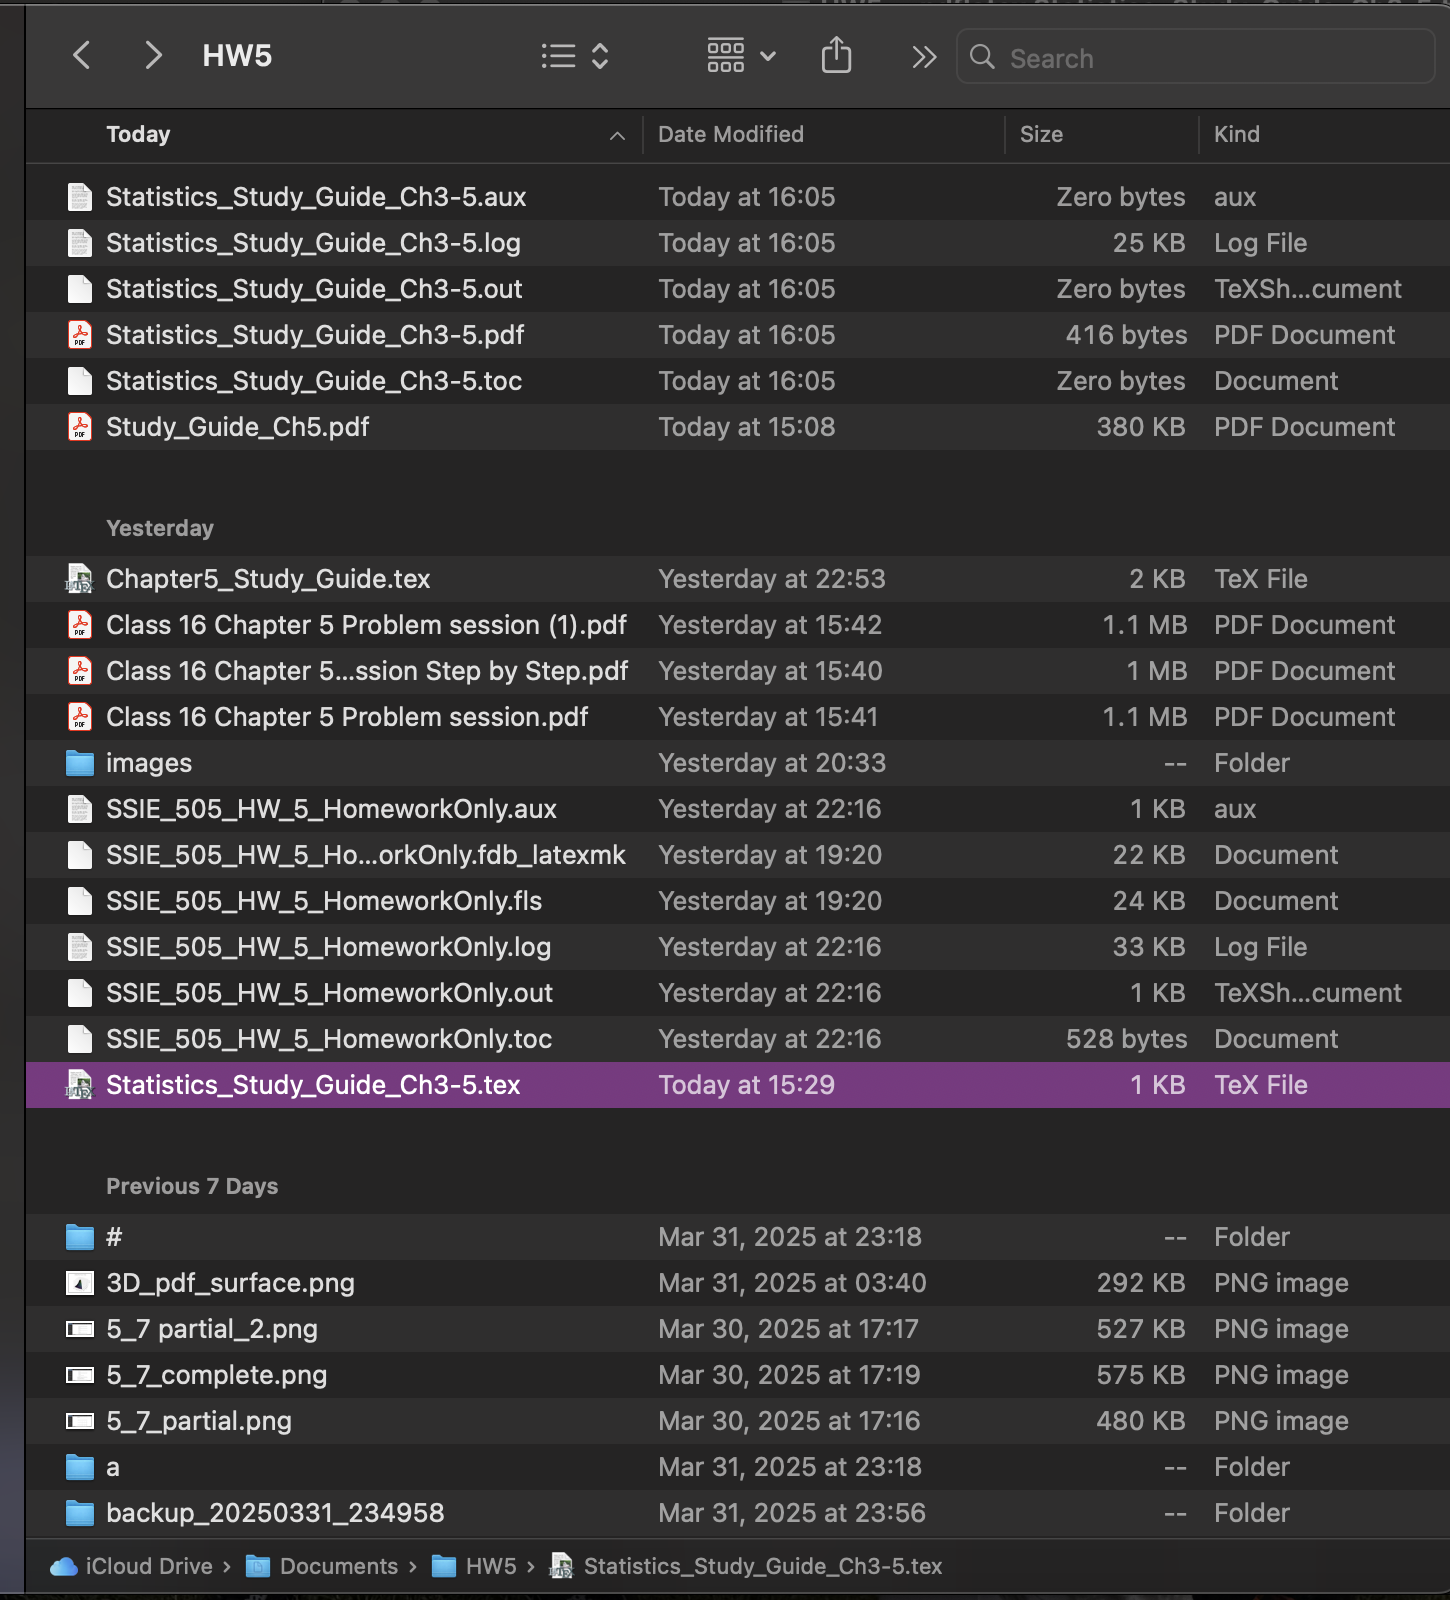 HW5
Search
Today Date Modified Size Kind
Statistics_Study_Guide_Ch3-5.aux Today at 16:05 Zero bytes aux
Statistics_Study_Guide_Ch3-5.log Today at 16:05 25 KB Log File
Statistics_Study_Guide_Ch3-5.out Today at 16:05 Zero bytes TeXSh...cument
Statistics_Study_Guide_Ch3-5.pdf Today at 16:05 416 bytes PDF Document
Statistics_Study_Guide_Ch3-5.toc Today at 16:05 Zero bytes Document
Study_Guide_Ch5.pdf Today at 15:08 380 KB PDF Document
Yesterday
Chapter5_Study_Guide.tex Yesterday at 22:53 2 KB TeX File
Class 16 Chapter 5 Problem session (1).pdf Yesterday at 15:42 1.1 MB PDF Document
Class 16 Chapter 5...ssion Step by Step.pdf Yesterday at 15:40 1 MB PDF Document
Class 16 Chapter 5 Problem session.pdf Yesterday at 15:41 1.1 MB PDF Document
images Yesterday at 20:33 -- Folder
SSIE_505_HW_5_HomeworkOnly.aux Yesterday at 22:16 1 KB aux
SSIE_505_HW_5_Ho...orkOnly.fdb_latexmk Yesterday at 19:20 22 KB Document
SSIE_505_HW_5_HomeworkOnly.fls Yesterday at 19:20 24 KB Document
SSIE_505_HW_5_HomeworkOnly.log Yesterday at 22:16 33 KB Log File
SSIE_505_HW_5_HomeworkOnly.out Yesterday at 22:16 1 KB TeXSh...cument
SSIE_505_HW_5_HomeworkOnly.toc Yesterday at 22:16 528 bytes Document
Statistics_Study_Guide_Ch3-5.tex Today at 15:29 1 KB TeX File
Previous 7 Days
# Mar 31, 2025 at 23:18 -- Folder
3D_pdf_surface.png Mar 31, 2025 at 03:40 292 KB PNG image
5_7 partial_2.png Mar 30, 2025 at 17:17 527 KB PNG image
5_7_complete.png Mar 30, 2025 at 17:19 575 KB PNG image
5_7_partial.png Mar 30, 2025 at 17:16 480 KB PNG image
a Mar 31, 2025 at 23:18 -- Folder
backup_20250331_234958 Mar 31, 2025 at 23:56 -- Folder
iCloud Drive › Documents › HW5 › Statistics_Study_Guide_Ch3-5.tex